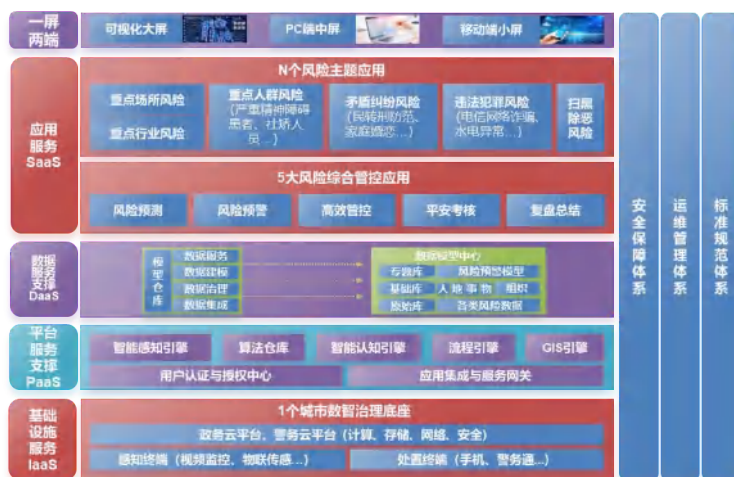 一屏
两端
可视化大屏
PC端中屏
移动端小屏
应用
服务
SaaS
N个风险主题应用
重点场所风险
重点行业风险
重点人群风险
(严重精神障碍
患者、社矫人
员...)
矛盾纠纷风险
(民转刑防范、
家庭婚恋...)
违法犯罪风险
(电信网络诈骗、
水电异常...)
扫黑
除恶
风险
5大风险综合管控应用
风险预测
风险预警
高效管控
平安考核
复盘总结
数据
服务
支撑
DaaS
模型仓库
数据服务
数据建模
数据治理
数据集成
数据模型中心
专题库
风险预警模型
基础库
人 地 事 物 组织
原始库
各类风险数据
平台
服务
支撑
PaaS
智能感知引擎
算法仓库
智能认知引擎
流程引擎
GIS引擎
用户认证与授权中心
应用集成与服务网关
基础
设施
服务
IaaS
1个城市数智治理底座
政务云平台、警务云平台（计算、存储、网络、安全）
感知终端（视频监控、物联传感...）
处置终端（手机、警务通...）
安全保障体系
运维管理体系
标准规范体系